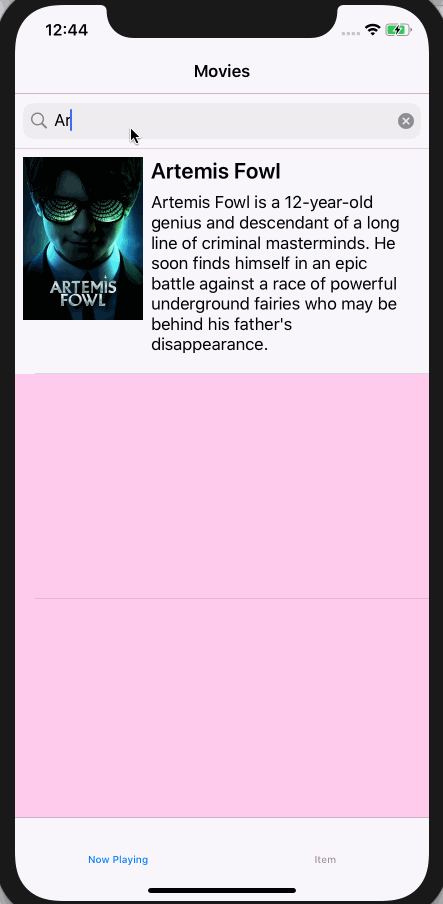 12:44
Movies
Ar
Artemis Fowl
Artemis Fowl is a 12-year-old
genius and descendant of a long
line of criminal masterminds. He
soon finds himself in an epic
battle against a race of powerful
underground fairies who may be
behind his father's
disappearance.
ARTEMIS
FOWL
Now Playing
Item